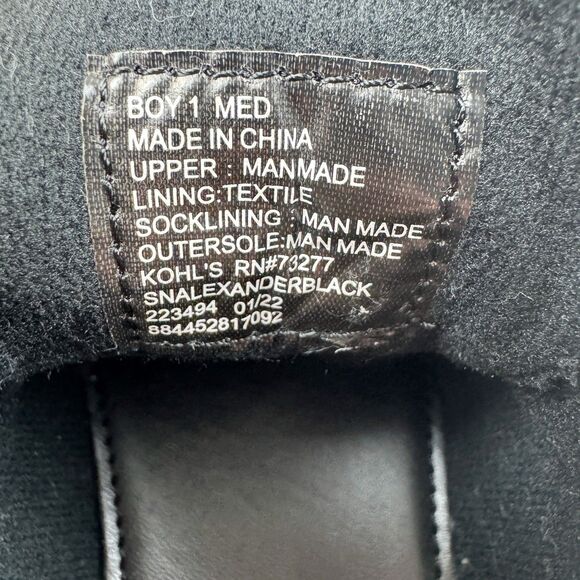 BOY 1 MED
MADE IN CHINA
UPPER : MANMADE
LINING:TEXTILE
SOCKLINING : MAN MADE
OUTERSOLE:MAN MADE
KOHL'S RN#73277
SNALEXANDERBLACK
223494 01/22
884452817092